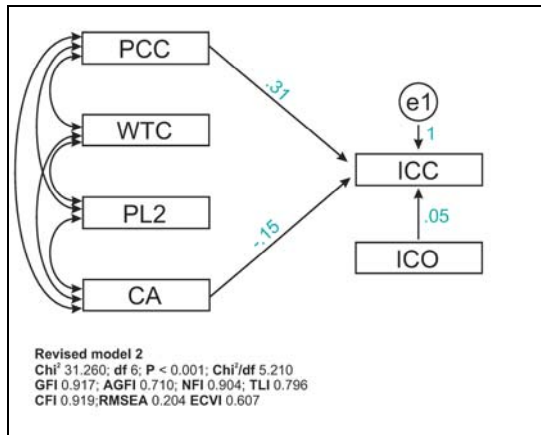 PCC
.31
e1
WTC
1
ICC
PL2
.05
ICO
-.15
CA
Revised model 2
Chi² 31.260; df 6; P < 0.001; Chi²/df 5.210
GFI 0.917; AGFI 0.710; NFI 0.904; TLI 0.796
CFI 0.919;RMSEA 0.204 ECVI 0.607